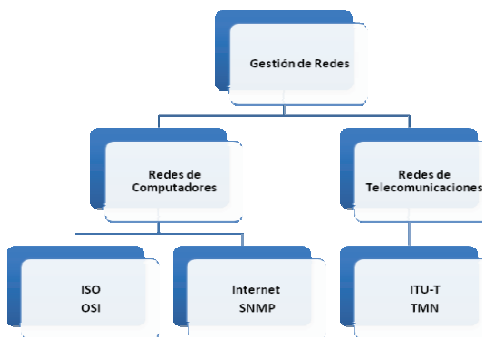 Gestión de Redes
Redes de
Computadores
Redes de
Telecomunicaciones
ISO
OSI
Internet
SNMP
ITU-T
TMN